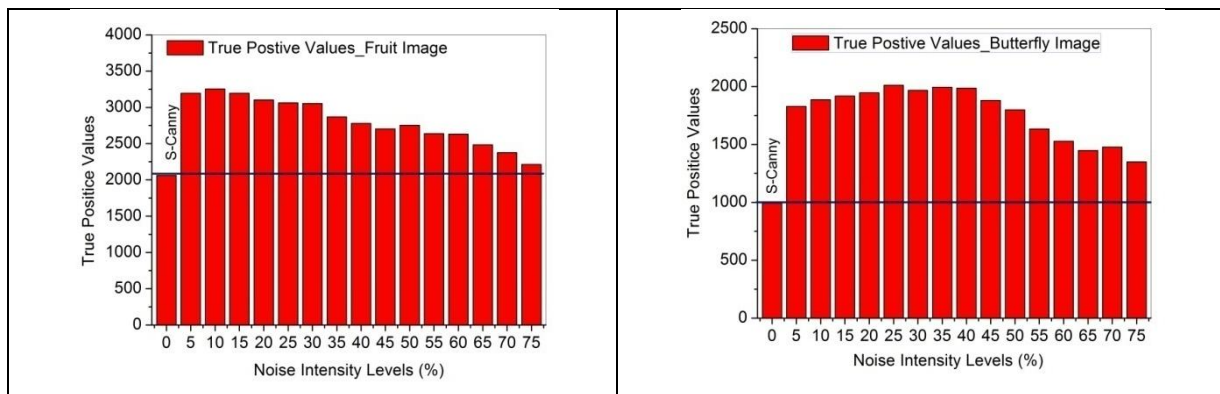 True Postive Values_Fruit Image
4000
3500
3000
2500
2000
1500
1000
500
0
True Positice Values
S-Canny
0 5 10 15 20 25 30 35 40 45 50 55 60 65 70 75
Noise Intensity Levels (%)
True Postive Values_Butterfly Image
2500
2000
1500
1000
500
0
True Positice Values
S-Canny
0 5 10 15 20 25 30 35 40 45 50 55 60 65 70 75
Noise Intensity Levels (%)